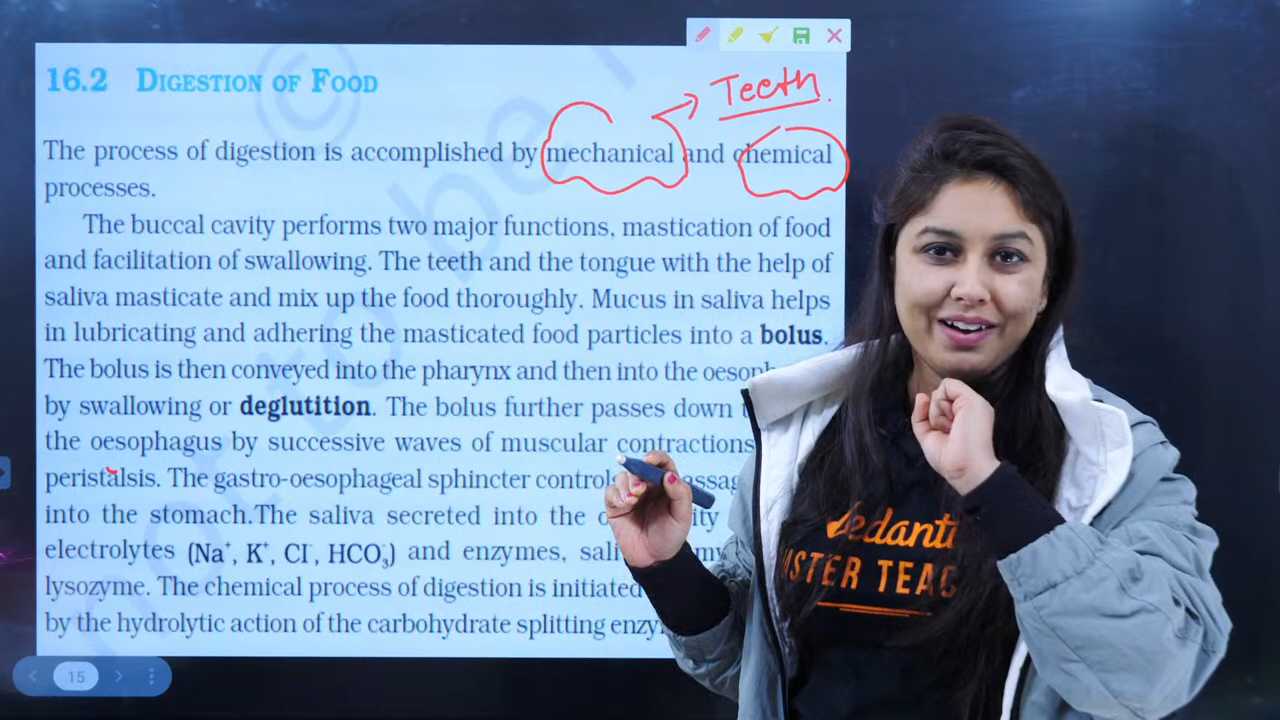 16.2 DIGESTION OF FOOD
Teeth.
The process of digestion is accomplished by mechanical and chemical
processes.
The buccal cavity performs two major functions, mastication of food
and facilitation of swallowing. The teeth and the tongue with the help of
saliva masticate and mix up the food thoroughly. Mucus in saliva helps
in lubricating and adhering the masticated food particles into a bolus.
The bolus is then conveyed into the pharynx and then into the
by swallowing or deglutition. The bolus further passes down
the oesophagus by successive waves of muscular contractions
peristalsis. The gastro-oesophageal sphincter
into the stomach.The saliva secreted into the
electrolytes (Na⁺, K⁺, Cl⁻, HCO₃⁻) and enzymes,
lysozyme. The chemical process of digestion is initiated
by the hydrolytic action of the carbohydrate splitting
not to be
©
15
Vedantu
MASTER TEAC